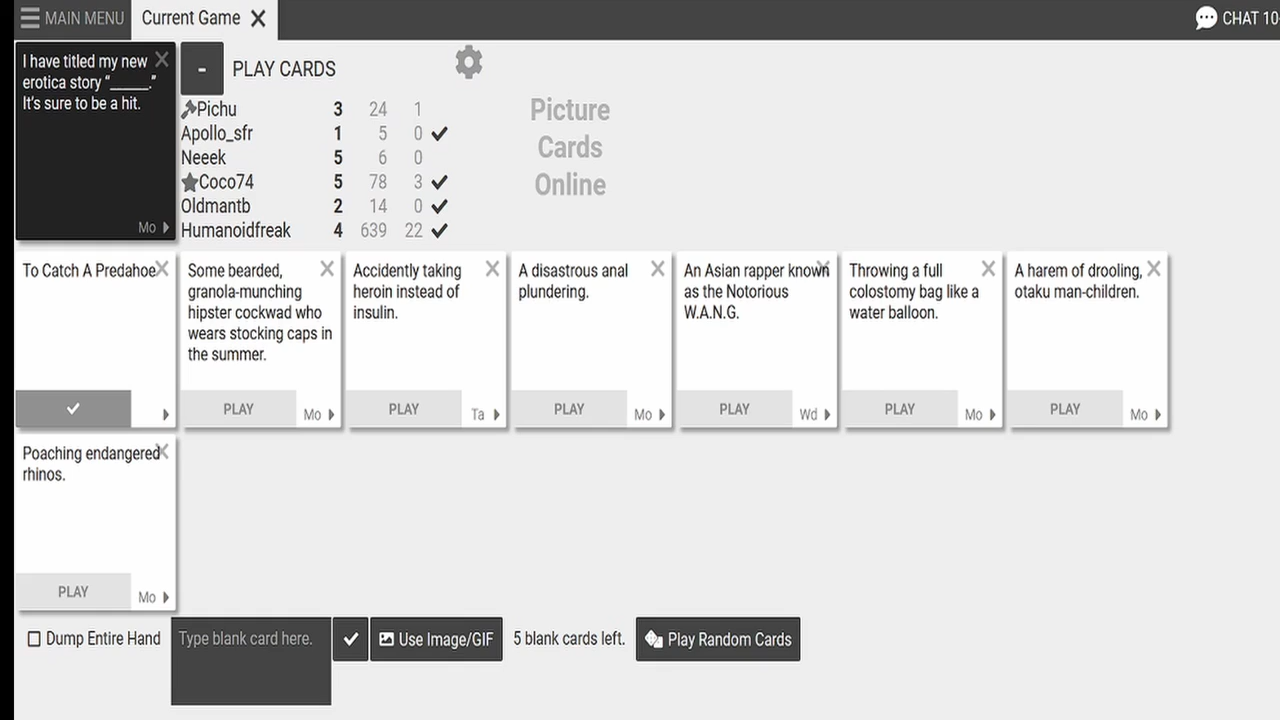 MAIN MENU
Current Game
CHAT 10
I have titled my new
erotica story “______.”
It's sure to be a hit.
Mo
-
PLAY CARDS
Pichu 3 24 1
Apollo_sfr 1 5 0
Neeek 5 6 0
Coco74 5 78 3
Oldmantb 2 14 0
Humanoidfreak 4 639 22
Picture
Cards
Online
To Catch A Predahoe
Some bearded,
granola-munching
hipster cockwad who
wears stocking caps in
the summer.
PLAY
Mo
Accidently taking
heroin instead of
insulin.
PLAY
Ta
A disastrous anal
plundering.
PLAY
Mo
An Asian rapper known
as the Notorious
W.A.N.G.
PLAY
Wd
Throwing a full
colostomy bag like a
water balloon.
PLAY
Mo
A harem of drooling,
otaku man-children.
PLAY
Mo
Poaching endangered
rhinos.
PLAY
Mo
Dump Entire Hand
Type blank card here.
Use Image/GIF
5 blank cards left.
Play Random Cards